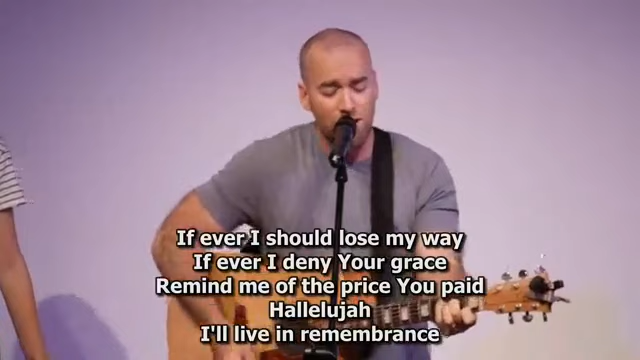 If ever I should lose my way
If ever I deny Your grace
Remind me of the price You paid
Hallelujah
I'll live in remembrance